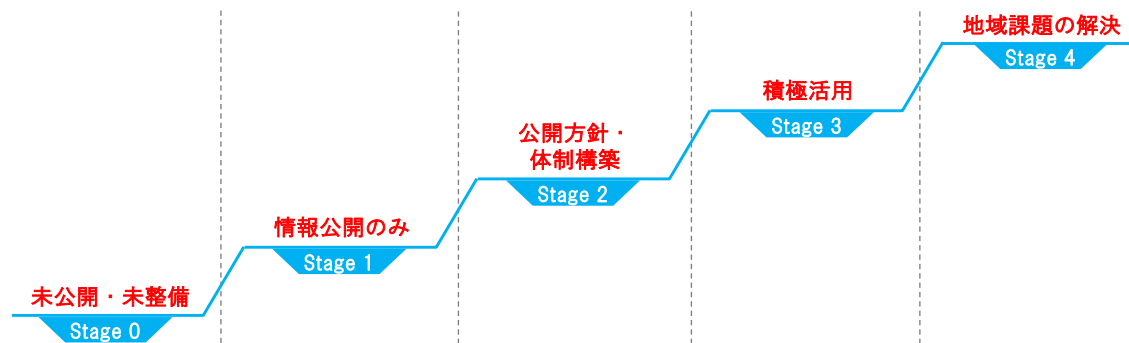 未公開・未整備
Stage 0
情報公開のみ
Stage 1
公開方針・
体制構築
Stage 2
積極活用
Stage 3
地域課題の解決
Stage 4